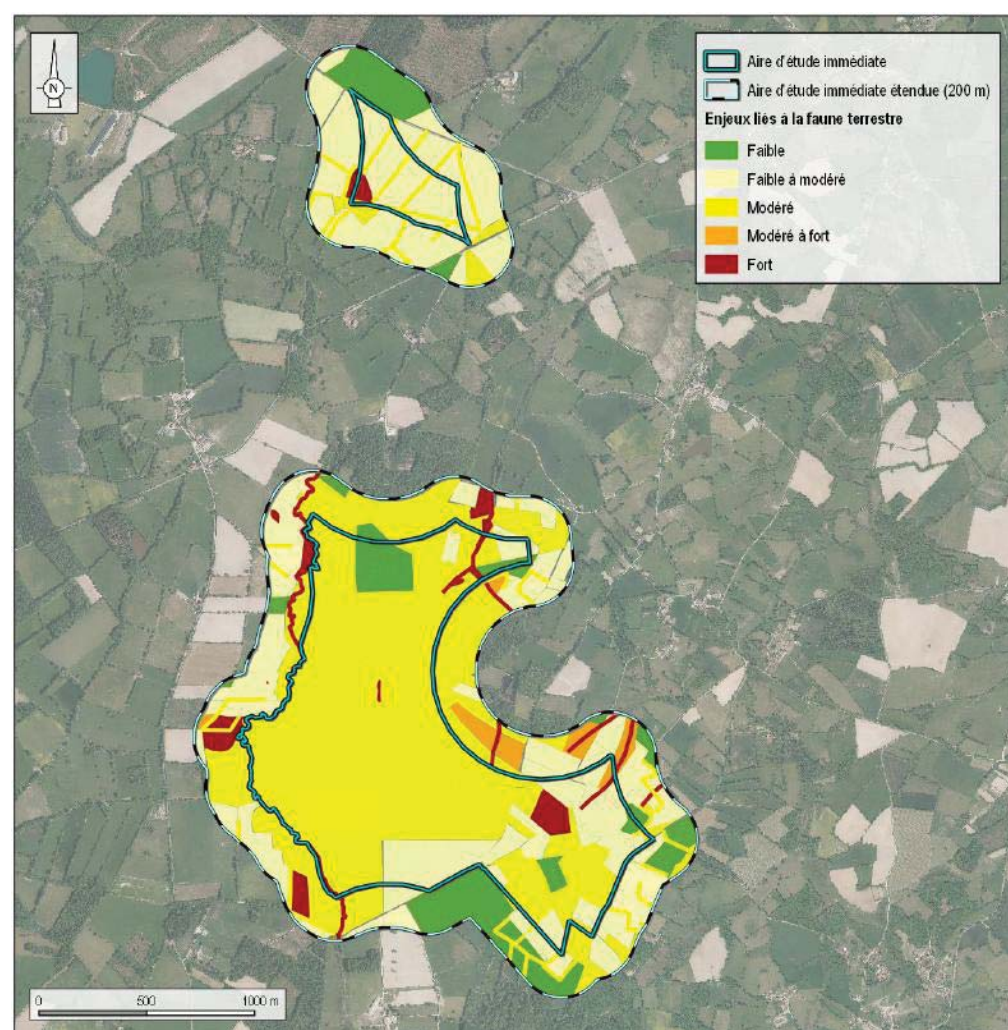 N
Aire d'étude immédiate
Aire d'étude immédiate étendue (200 m)
Enjeux liés à la faune terrestre
Faible
Faible à modéré
Modéré
Modéré à fort
Fort
0 500 1000 m